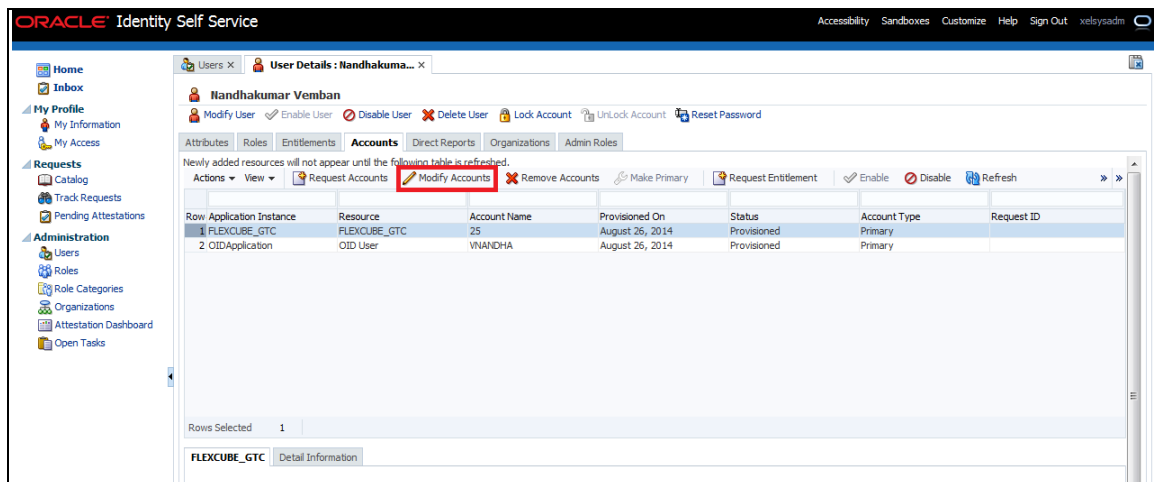 ORACLE Identity Self Service
Accessibility Sandboxes Customize Help Sign Out xelsysadm
Home
Inbox
My Profile
My Information
My Access
Requests
Catalog
Track Requests
Pending Attestations
Administration
Users
Roles
Role Categories
Organizations
Attestation Dashboard
Open Tasks
Users × User Details : Nandhakuma... ×
Nandhakumar Vemban
Modify User Enable User Disable User Delete User Lock Account UnLock Account Reset Password
Attributes Roles Entitlements Accounts Direct Reports Organizations Admin Roles
Newly added resources will not appear until the following table is refreshed.
Actions View Request Accounts Modify Accounts Remove Accounts Make Primary Request Entitlement Enable Disable Refresh » »
Row Application Instance Resource Account Name Provisioned On Status Account Type Request ID
1 FLEXCUBE_GTC FLEXCUBE_GTC 25 August 26, 2014 Provisioned Primary
2 OIDApplication OID User VNANDHA August 26, 2014 Provisioned Primary
Rows Selected 1
FLEXCUBE_GTC Detail Information